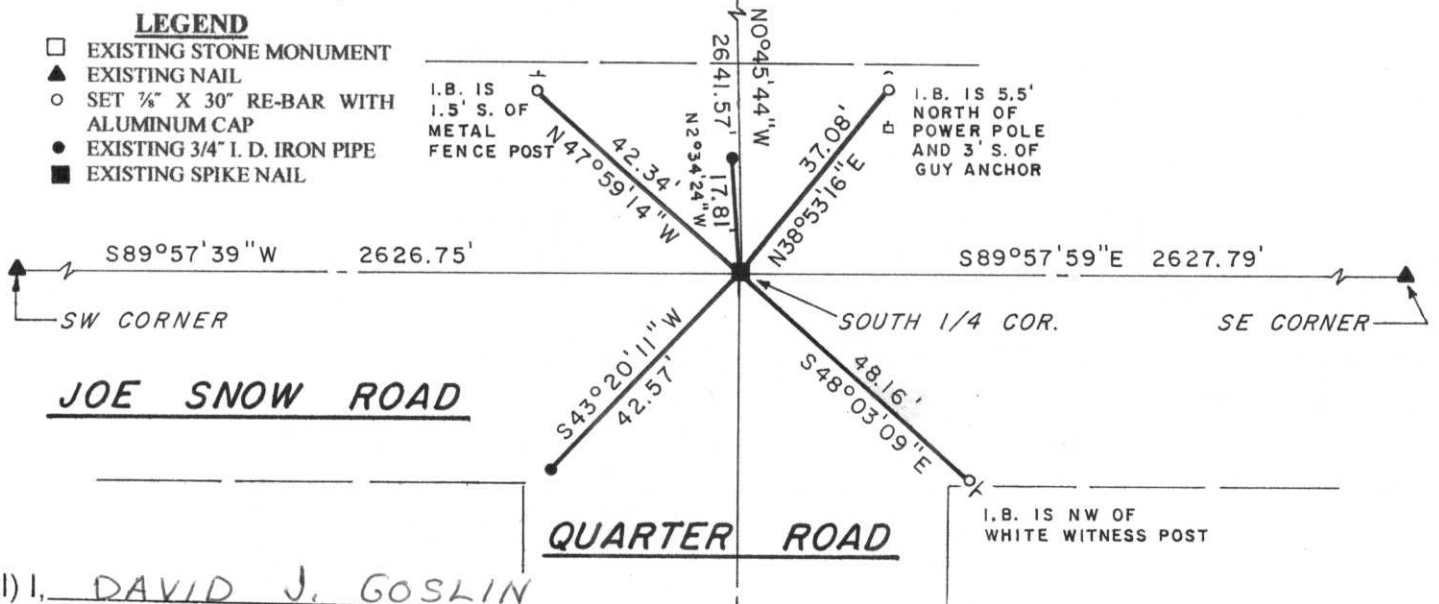 LEGEND
EXISTING STONE MONUMENT
EXISTING NAIL
SET ⅞" X 30" RE-BAR WITH
ALUMINUM CAP
EXISTING 3/4" I. D. IRON PIPE
EXISTING SPIKE NAIL
I.B. IS
1.5' S. OF
METAL
FENCE POST
42.34'
N47°59'14"W
N0°45'44"W
2641.57'
N2°34'24"W
17.81'
37.08'
N38°53'16"E
I.B. IS 5.5'
NORTH OF
POWER POLE
AND 3' S. OF
GUY ANCHOR
S89°57'39"W 2626.75'
S89°57'59"E 2627.79'
SW CORNER
SOUTH 1/4 COR.
SE CORNER
S43°20'11"W
42.57'
48.16'
S48°03'09"E
JOE SNOW ROAD
QUARTER ROAD
I.B. IS NW OF
WHITE WITNESS POST
1) I, DAVID J. GOSLIN